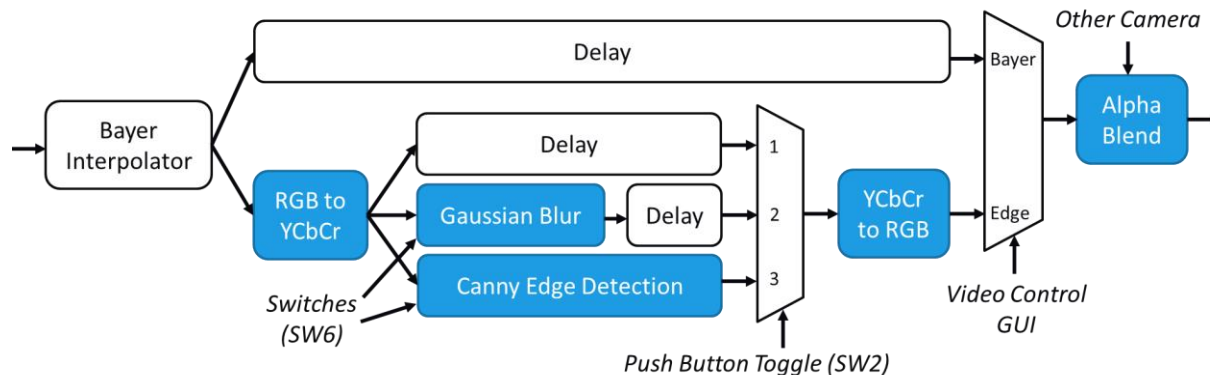 Other Camera
Delay
Bayer
Bayer
Interpolator
Alpha
Blend
Delay
1
RGB to
YCbCr
Gaussian Blur
Delay
2
YCbCr
to RGB
Edge
Canny Edge Detection
3
Switches
(SW6)
Video Control
GUI
Push Button Toggle (SW2)